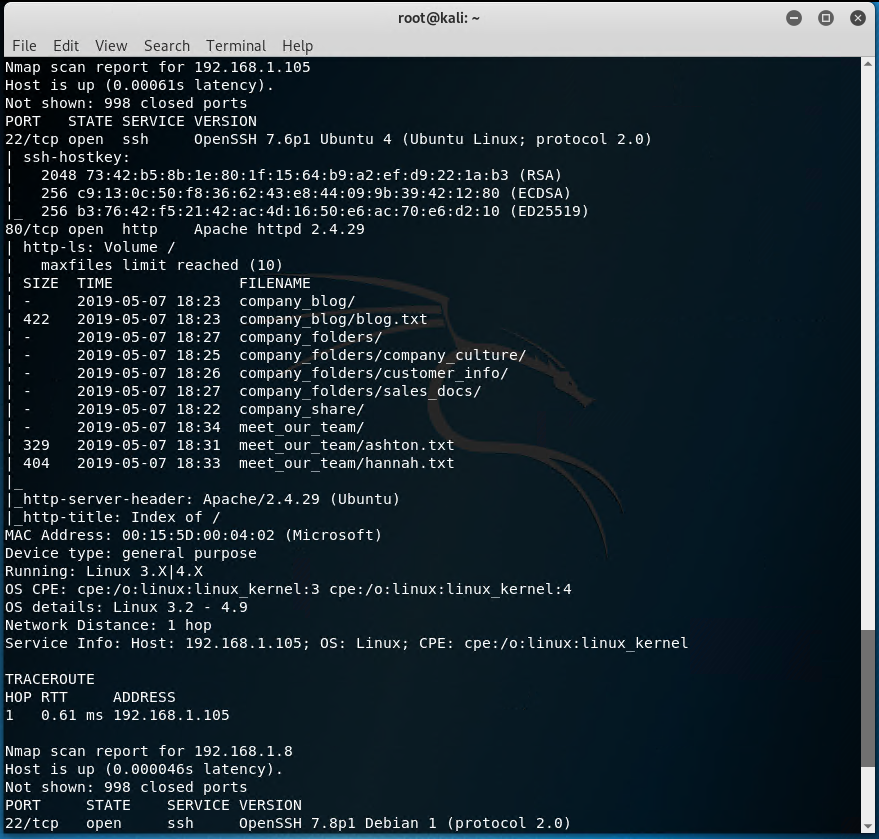 root@kali: ~
File Edit View Search Terminal Help
Nmap scan report for 192.168.1.105
Host is up (0.00061s latency).
Not shown: 998 closed ports
PORT   STATE SERVICE VERSION
22/tcp open  ssh     OpenSSH 7.6p1 Ubuntu 4 (Ubuntu Linux; protocol 2.0)
| ssh-hostkey:
|   2048 73:42:b5:8b:1e:80:1f:15:64:b9:a2:ef:d9:22:1a:b3 (RSA)
|   256 c9:13:0c:50:f8:36:62:43:e8:44:09:9b:39:42:12:80 (ECDSA)
|_  256 b3:76:42:f5:21:42:ac:4d:16:50:e6:ac:70:e6:d2:10 (ED25519)
80/tcp open  http    Apache httpd 2.4.29
| http-ls: Volume /
|   maxfiles limit reached (10)
| SIZE  TIME              FILENAME
| -     2019-05-07 18:23  company_blog/
| 422   2019-05-07 18:23  company_blog/blog.txt
| -     2019-05-07 18:27  company_folders/
| -     2019-05-07 18:25  company_folders/company_culture/
| -     2019-05-07 18:26  company_folders/customer_info/
| -     2019-05-07 18:27  company_folders/sales_docs/
| -     2019-05-07 18:22  company_share/
| -     2019-05-07 18:34  meet_our_team/
| 329   2019-05-07 18:31  meet_our_team/ashton.txt
| 404   2019-05-07 18:33  meet_our_team/hannah.txt
|_
|_http-server-header: Apache/2.4.29 (Ubuntu)
|_http-title: Index of /
MAC Address: 00:15:5D:00:04:02 (Microsoft)
Device type: general purpose
Running: Linux 3.X|4.X
OS CPE: cpe:/o:linux:linux_kernel:3 cpe:/o:linux:linux_kernel:4
OS details: Linux 3.2 - 4.9
Network Distance: 1 hop
Service Info: Host: 192.168.1.105; OS: Linux; CPE: cpe:/o:linux:linux_kernel
TRACEROUTE
HOP RTT     ADDRESS
1   0.61 ms 192.168.1.105
Nmap scan report for 192.168.1.8
Host is up (0.000046s latency).
Not shown: 998 closed ports
PORT     STATE    SERVICE VERSION
22/tcp   open     ssh     OpenSSH 7.8p1 Debian 1 (protocol 2.0)